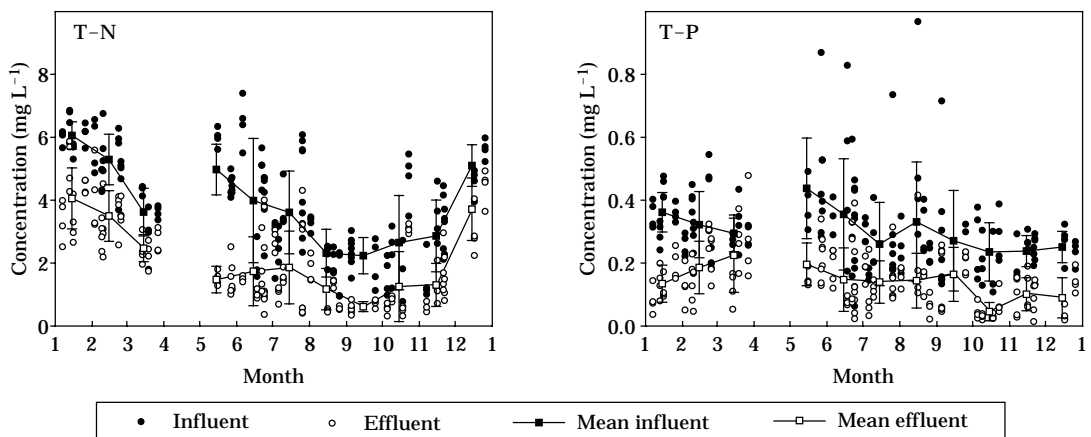 T–N
Concentration (mg L⁻¹)
8
6
4
2
0
1 2 3 4 5 6 7 8 9 10 11 12 1
Month
T–P
Concentration (mg L⁻¹)
1.0
0.8
0.6
0.4
0.2
0.0
1 2 3 4 5 6 7 8 9 10 11 12 1
Month
Influent Effluent Mean influent Mean effluent